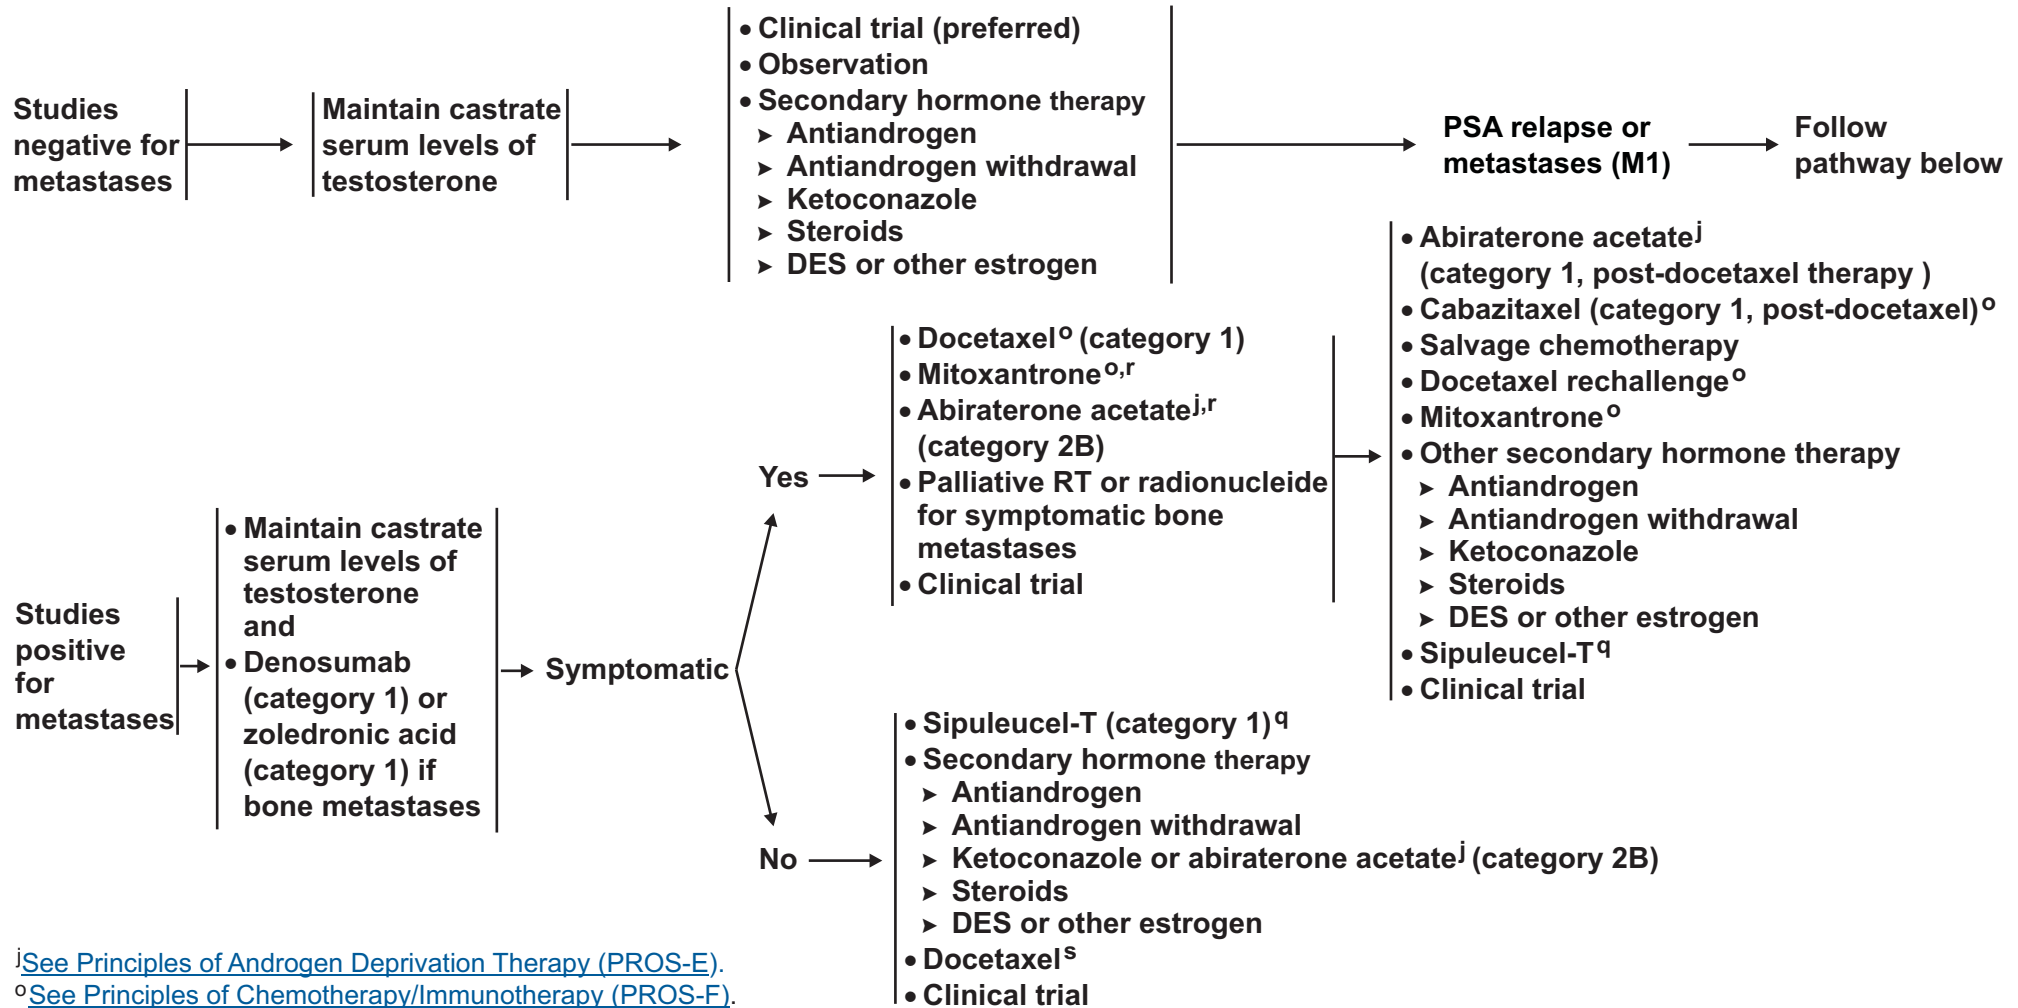 Studies
negative for
metastases
Maintain castrate
serum levels of
testosterone
• Clinical trial (preferred)
• Observation
• Secondary hormone therapy
➤ Antiandrogen
➤ Antiandrogen withdrawal
➤ Ketoconazole
➤ Steroids
➤ DES or other estrogen
PSA relapse or
metastases (M1)
Follow
pathway below
Studies
positive
for
metastases
• Maintain castrate
serum levels of
testosterone
and
• Denosumab
(category 1) or
zoledronic acid
(category 1) if
bone metastases
Symptomatic
Yes
• Docetaxel o (category 1)
• Mitoxantrone o,r
• Abiraterone acetate j,r
(category 2B)
• Palliative RT or radionucleide
for symptomatic bone
metastases
• Clinical trial
• Abiraterone acetate j
(category 1, post-docetaxel therapy )
• Cabazitaxel (category 1, post-docetaxel) o
• Salvage chemotherapy
• Docetaxel rechallenge o
• Mitoxantrone o
• Other secondary hormone therapy
➤ Antiandrogen
➤ Antiandrogen withdrawal
➤ Ketoconazole
➤ Steroids
➤ DES or other estrogen
• Sipuleucel-T q
• Clinical trial
No
• Sipuleucel-T (category 1) q
• Secondary hormone therapy
➤ Antiandrogen
➤ Antiandrogen withdrawal
➤ Ketoconazole or abiraterone acetate j (category 2B)
➤ Steroids
➤ DES or other estrogen
• Docetaxel s
• Clinical trial
j See Principles of Androgen Deprivation Therapy (PROS-E).
o See Principles of Chemotherapy/Immunotherapy (PROS-F).